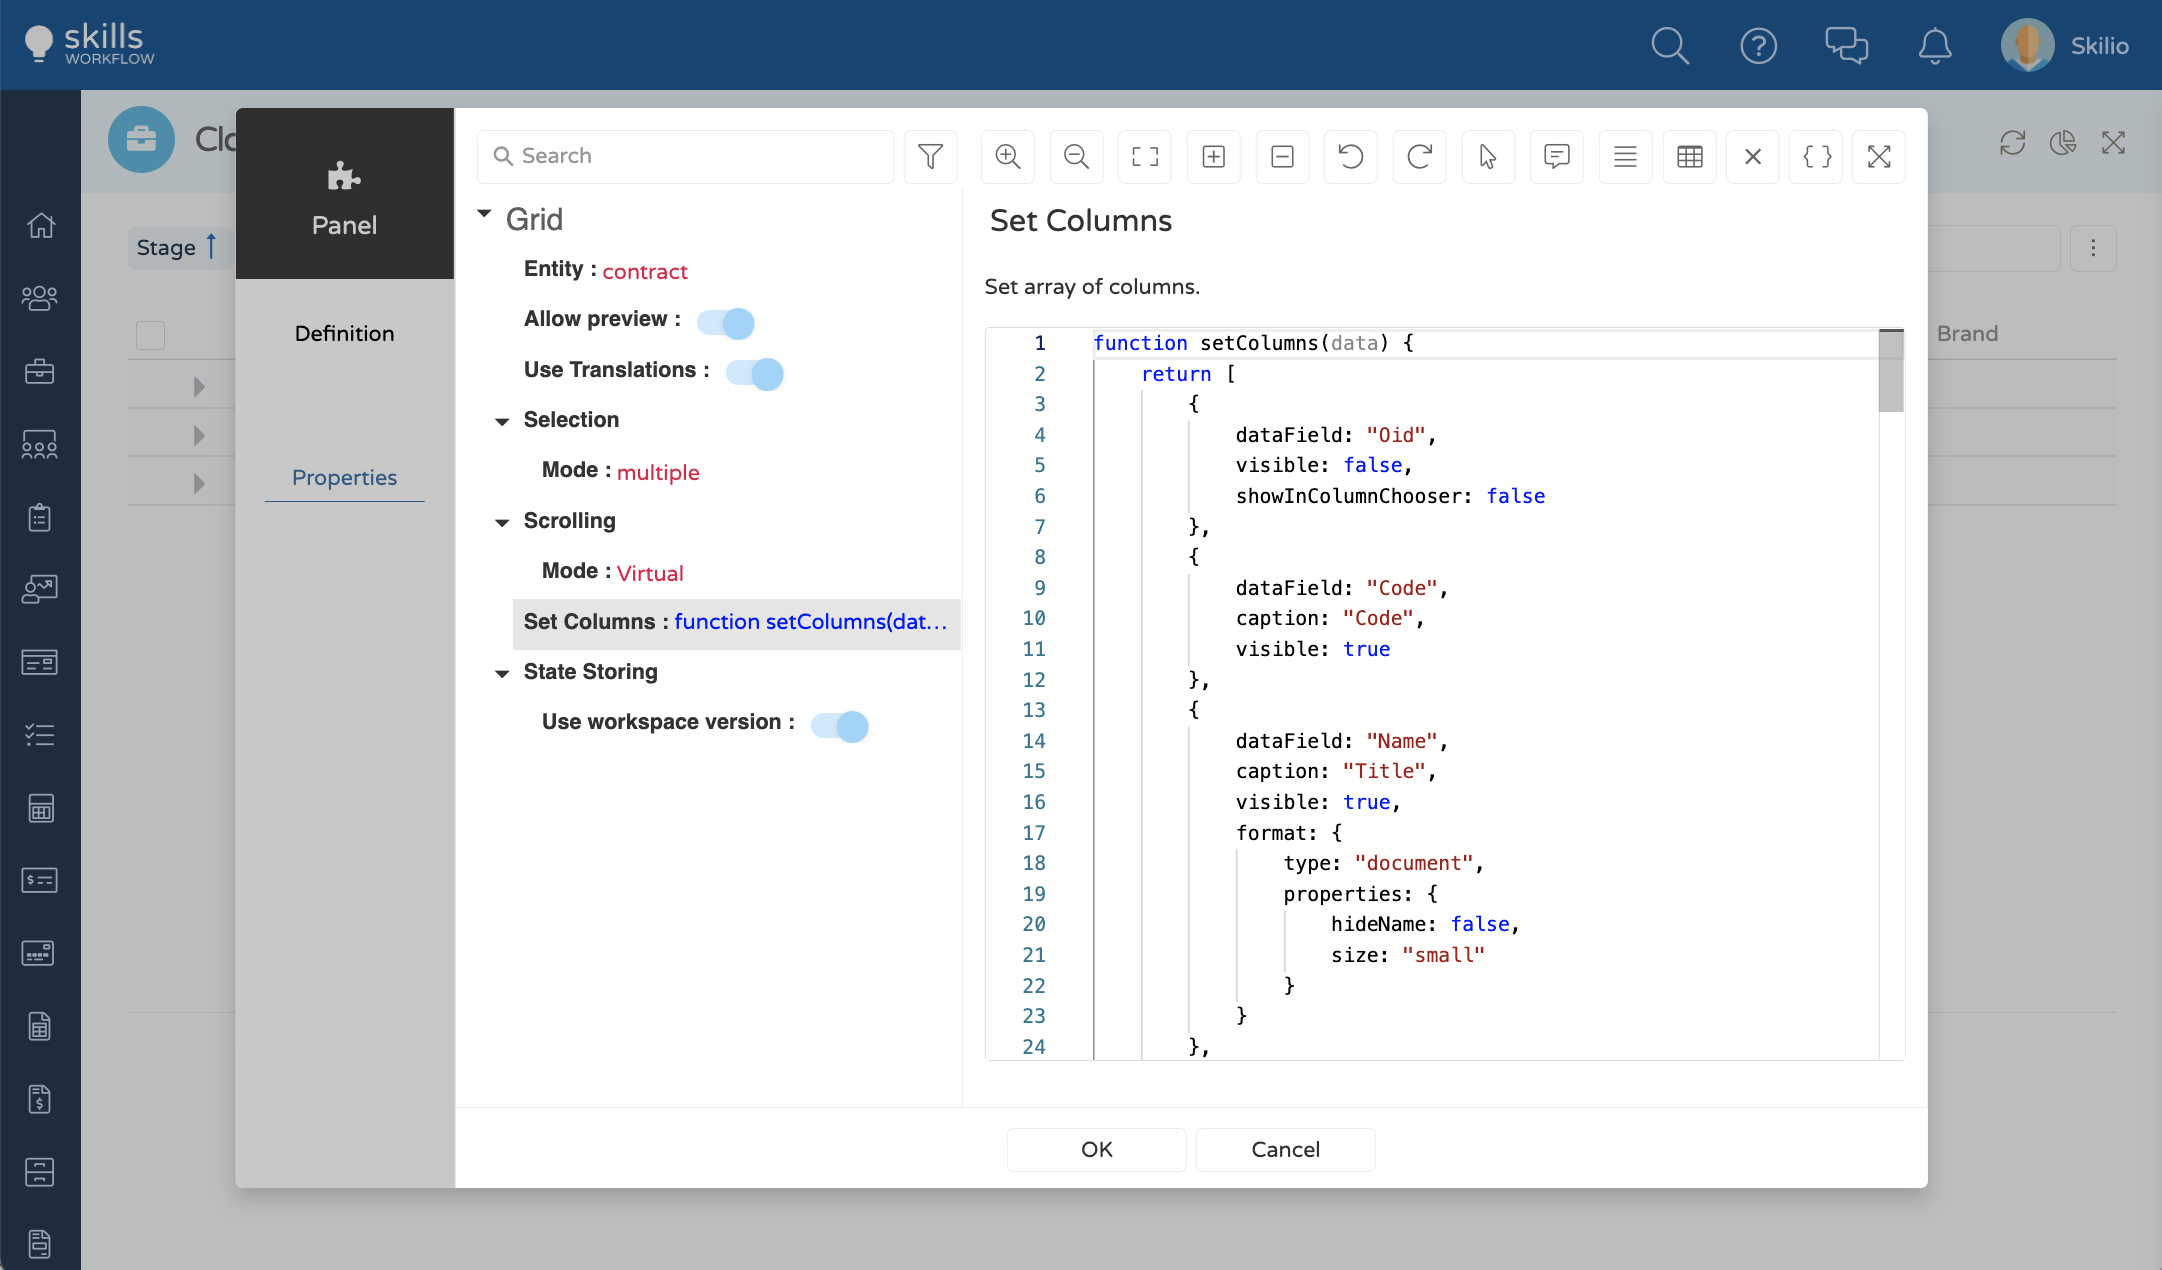 skills
WORKFLOW
Skilio
Clo
Stage
Brand
Panel
Definition
Properties
Search
Grid
Entity : contract
Allow preview :
Use Translations :
Selection
Mode : multiple
Scrolling
Mode : Virtual
Set Columns : function setColumns(dat...
State Storing
Use workspace version :
Set Columns
Set array of columns.
1 function setColumns(data) {
2 return [
3 {
4 dataField: "Oid",
5 visible: false,
6 showInColumnChooser: false
7 },
8 {
9 dataField: "Code",
10 caption: "Code",
11 visible: true
12 },
13 {
14 dataField: "Name",
15 caption: "Title",
16 visible: true,
17 format: {
18 type: "document",
19 properties: {
20 hideName: false,
21 size: "small"
22 }
23 }
24 },
OK
Cancel